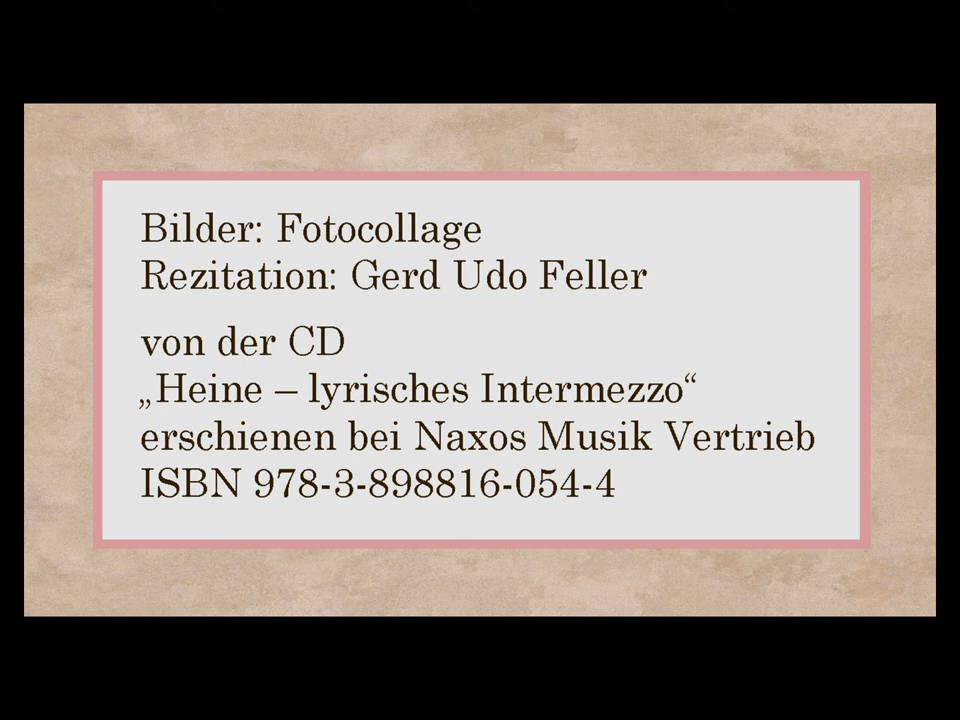 Bilder: Fotocollage
Rezitation: Gerd Udo Feller
von der CD
„Heine – lyrisches Intermezzo“
erschienen bei Naxos Musik Vertrieb
ISBN 978-3-898816-054-4